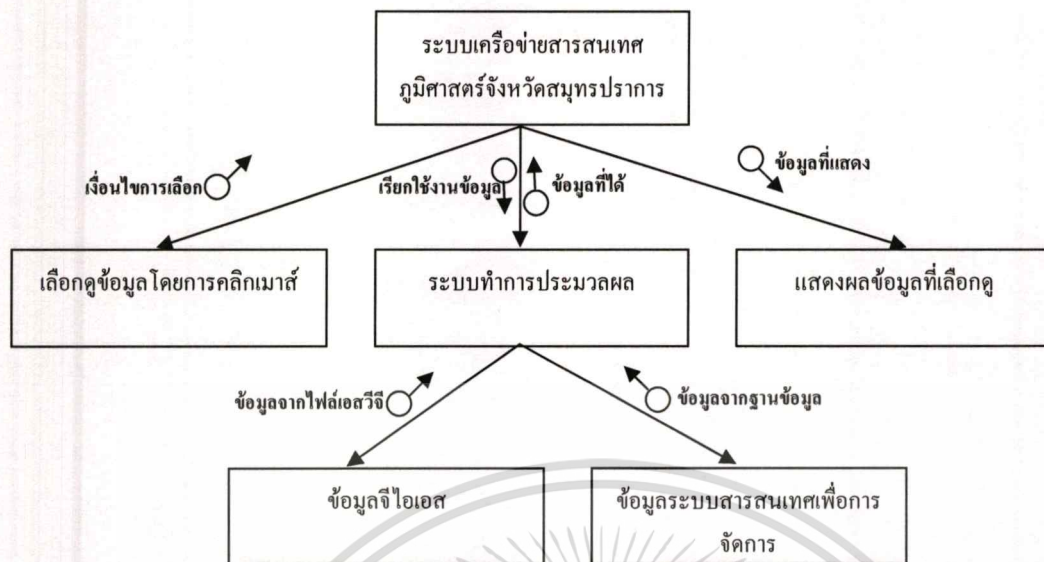 ระบบเครือข่ายสารสนเทศ
ภูมิศาสตร์จังหวัดสมุทรปราการ
เงื่อนไขการเลือก
เรียกใช้งานข้อมูล
ข้อมูลที่ได้
ข้อมูลที่แสดง
เลือกดูข้อมูลโดยการคลิกเมาส์
ระบบทำการประมวลผล
แสดงผลข้อมูลที่เลือกดู
ข้อมูลจากไฟล์เอสวีจี
ข้อมูลจากฐานข้อมูล
ข้อมูลจีไอเอส
ข้อมูลระบบสารสนเทศเพื่อการ
จัดการ